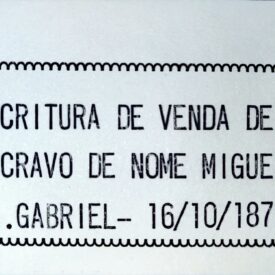 CRITURA DE VENDA DE
CRAVO DE NOME MIGUE
.GABRIEL— 16/10/187